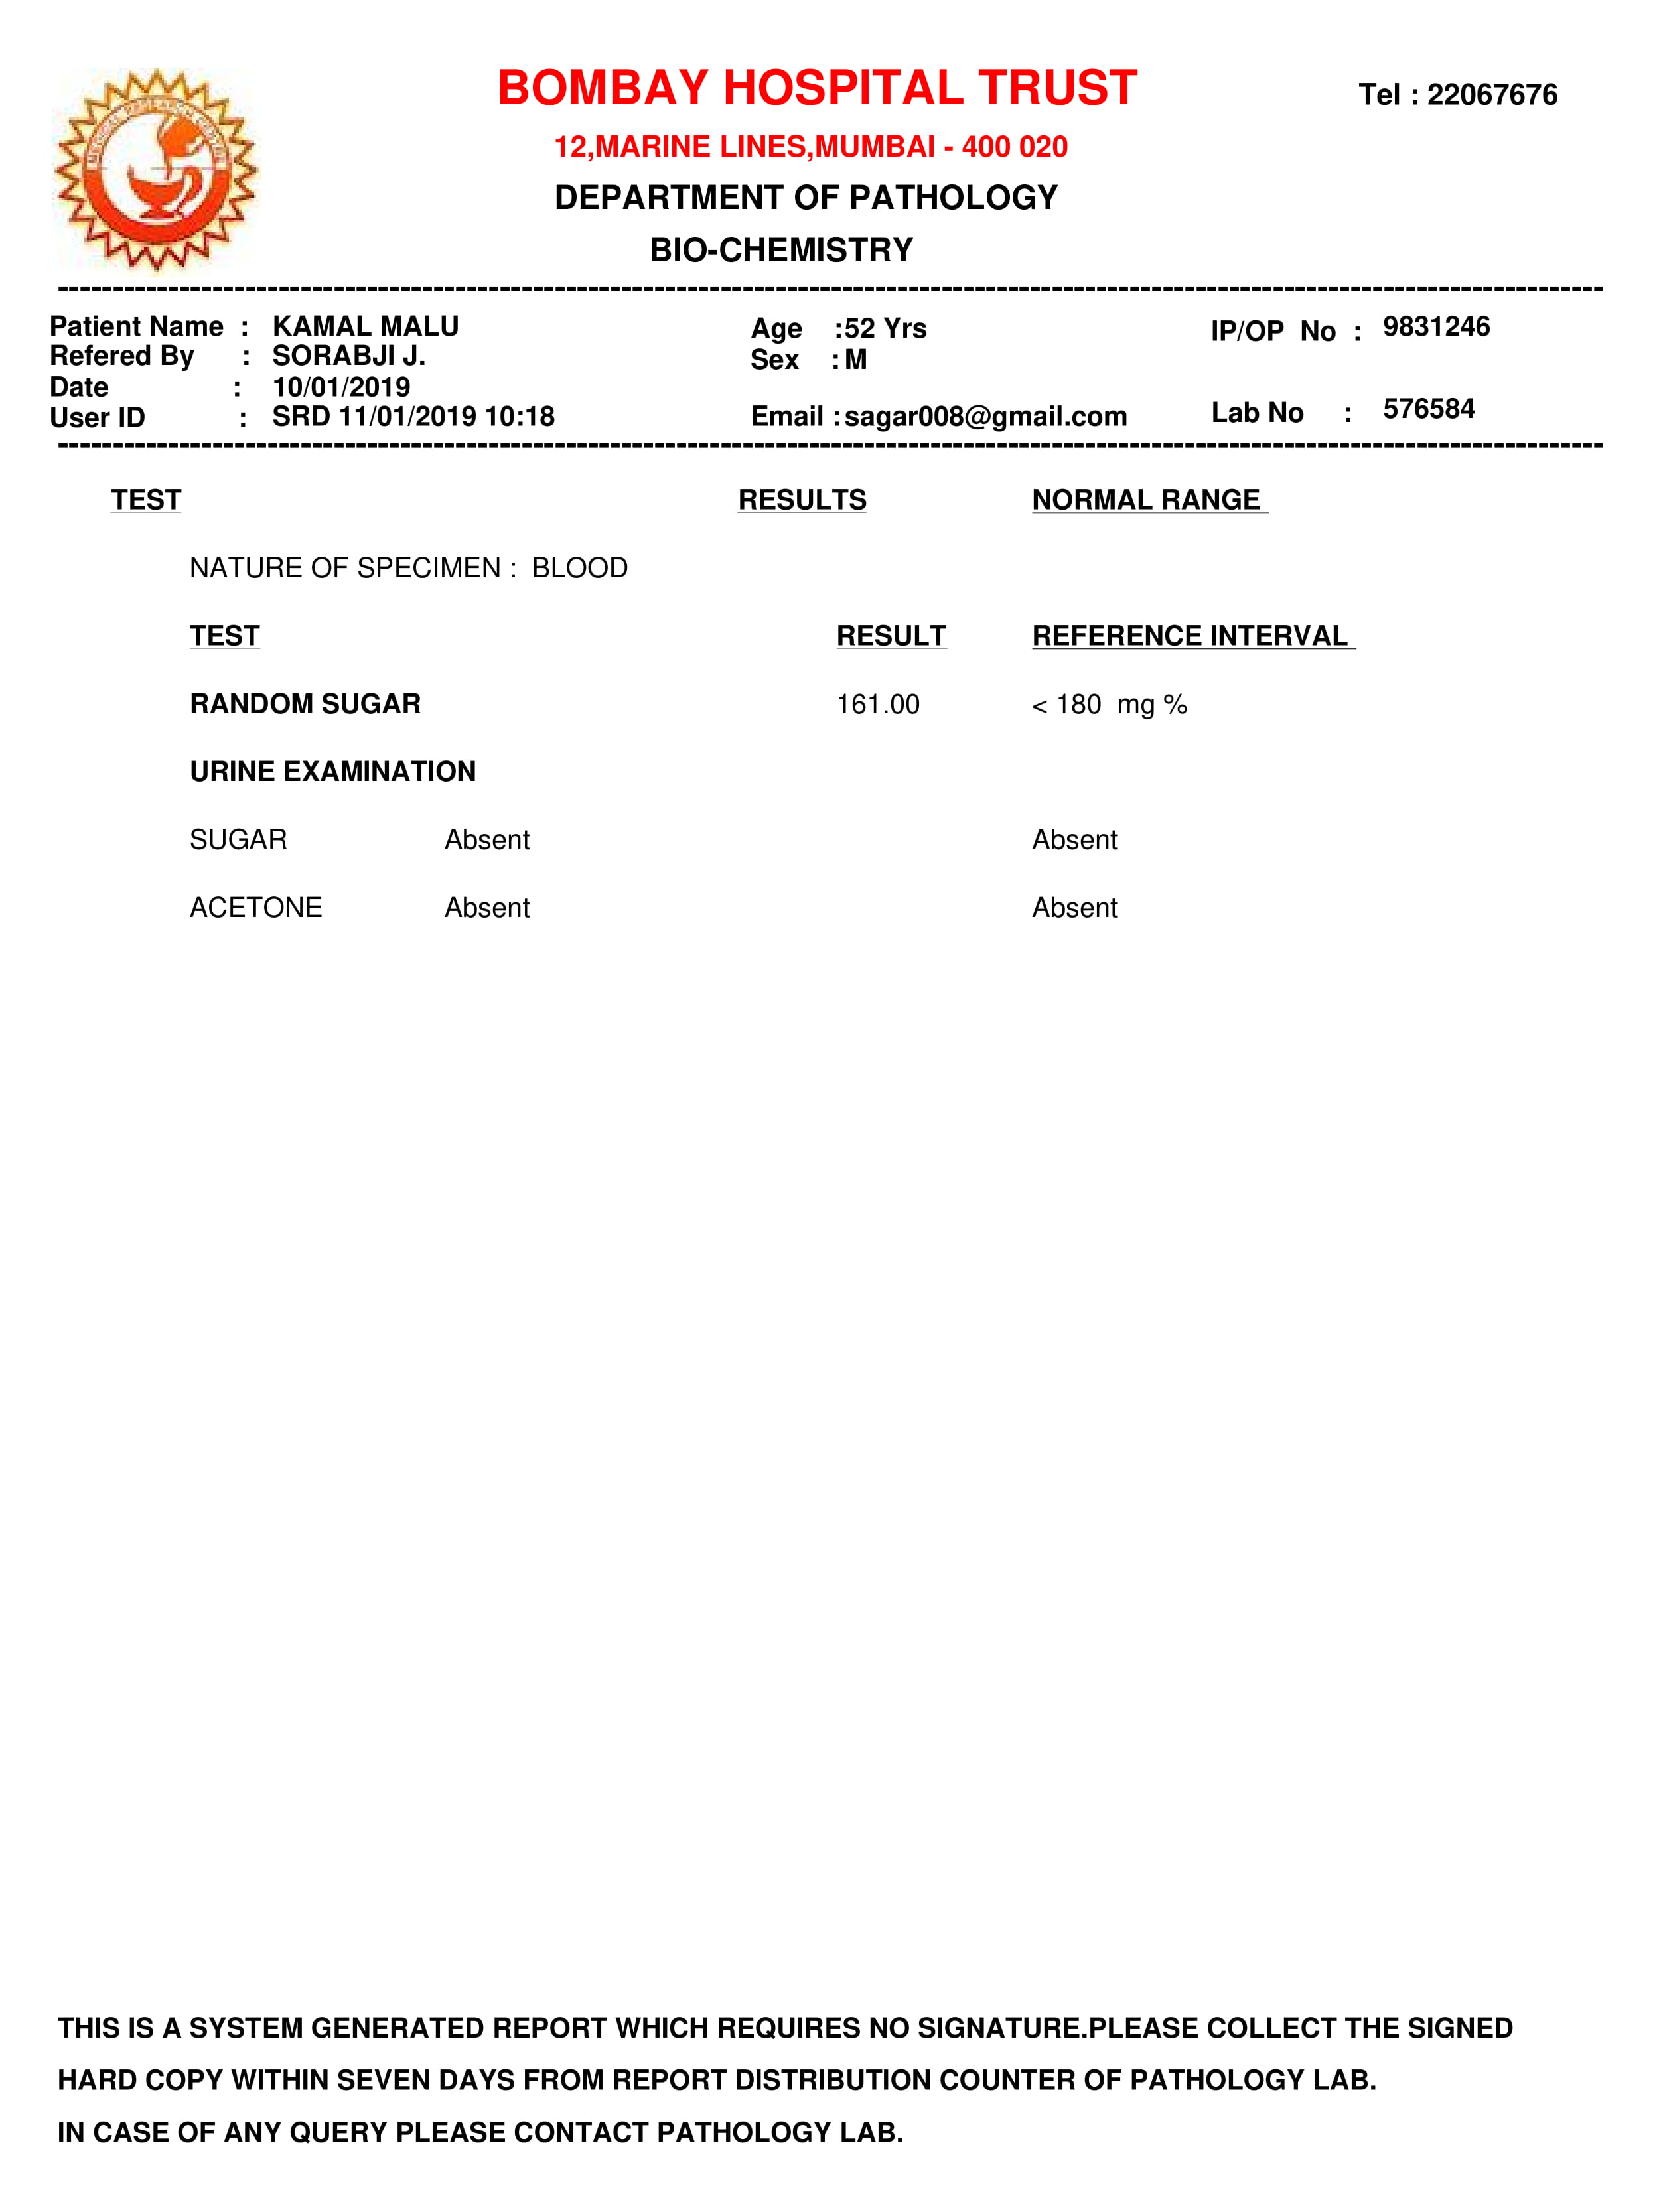 BOMBAY HOSPITAL TRUST Tel : 22067676
12,MARINE LINES,MUMBAI - 400 020
DEPARTMENT OF PATHOLOGY
BIO-CHEMISTRY
Patient Name : KAMAL MALU Age :52 Yrs IP/OP No : 9831246
Refered By : SORABJI J. Sex :M
Date : 10/01/2019
User ID : SRD 11/01/2019 10:18 Email :sagar008@gmail.com Lab No : 576584
TEST RESULTS NORMAL RANGE
NATURE OF SPECIMEN : BLOOD
TEST RESULT REFERENCE INTERVAL
RANDOM SUGAR 161.00 < 180 mg %
URINE EXAMINATION
SUGAR Absent Absent
ACETONE Absent Absent
THIS IS A SYSTEM GENERATED REPORT WHICH REQUIRES NO SIGNATURE.PLEASE COLLECT THE SIGNED
HARD COPY WITHIN SEVEN DAYS FROM REPORT DISTRIBUTION COUNTER OF PATHOLOGY LAB.
IN CASE OF ANY QUERY PLEASE CONTACT PATHOLOGY LAB.